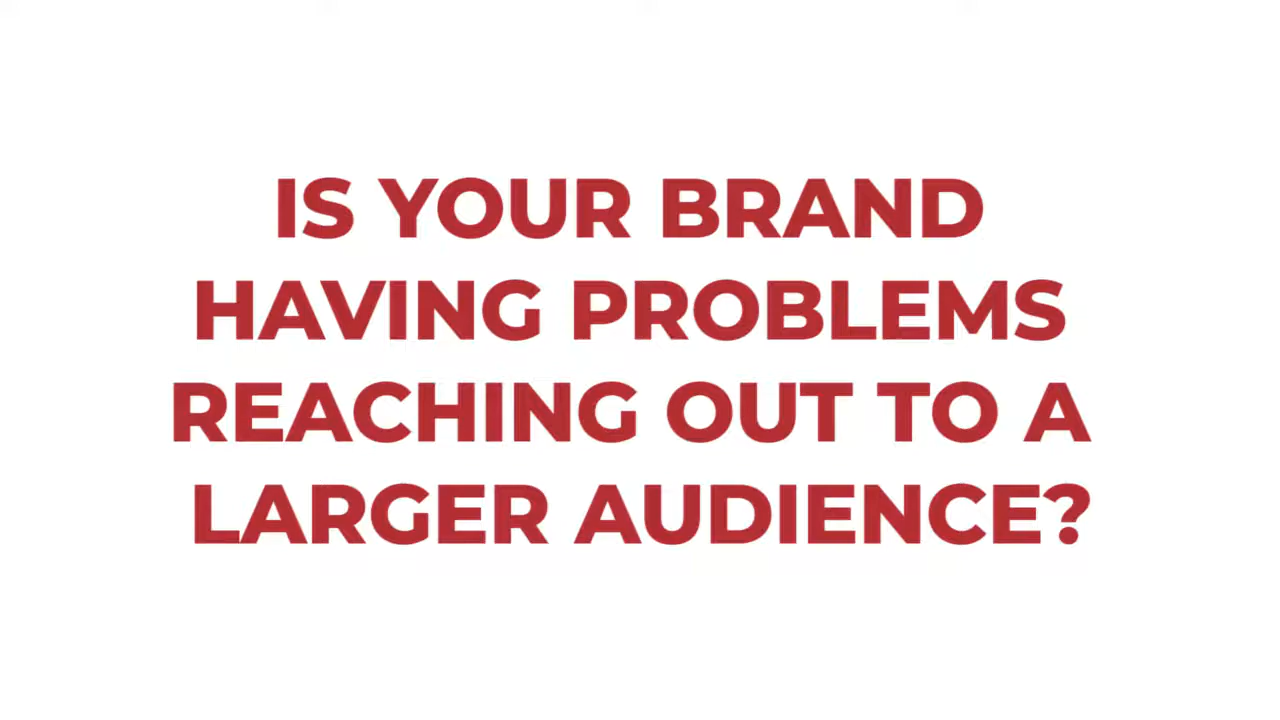 IS YOUR BRAND
HAVING PROBLEMS
REACHING OUT TO A
LARGER AUDIENCE?